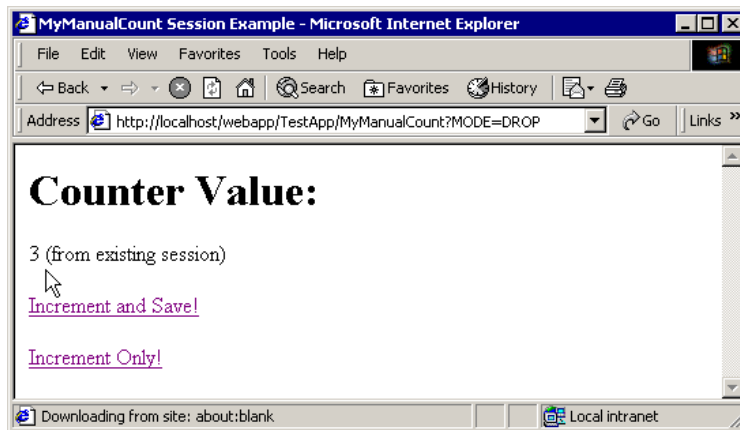 MyManualCount Session Example - Microsoft Internet Explorer
File Edit View Favorites Tools Help
Back Search Favorites History
Address http://localhost/webapp/TestApp/MyManualCount?MODE=DROP Go Links »
Counter Value:
3 (from existing session)
Increment and Save!
Increment Only!
Downloading from site: about:blank Local intranet